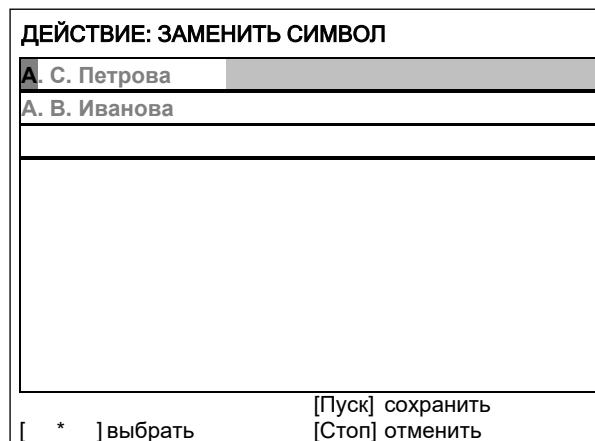 ДЕЙСТВИЕ: ЗАМЕНИТЬ СИМВОЛ
А. С. Петрова
А. В. Иванова
[Пуск] сохранить
[ * ] выбрать [Стоп] отменить